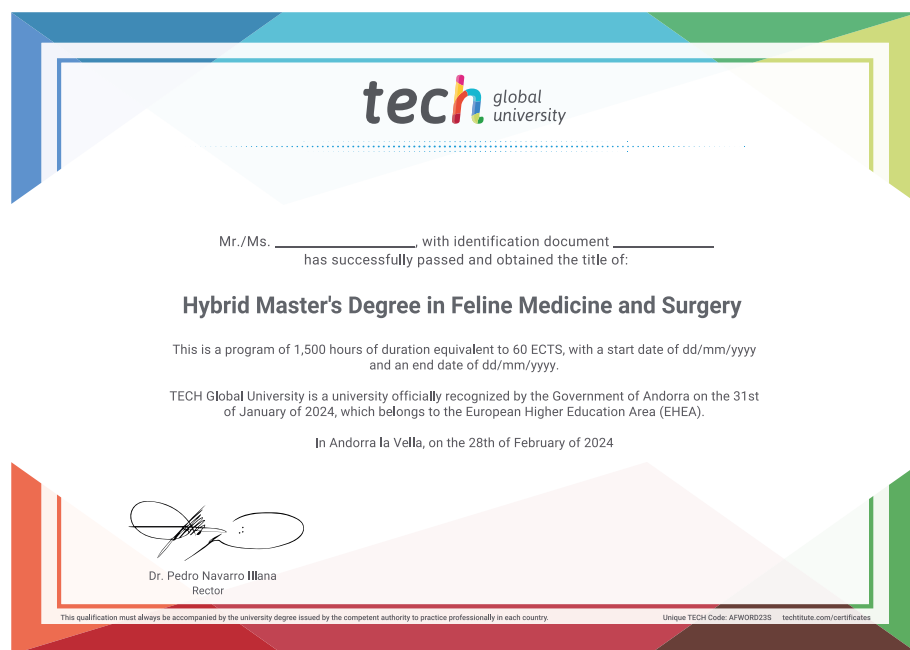 tech global
university
Mr./Ms. ____________________, with identification document ______________
has successfully passed and obtained the title of:
Hybrid Master's Degree in Feline Medicine and Surgery
This is a program of 1,500 hours of duration equivalent to 60 ECTS, with a start date of dd/mm/yyyy
and an end date of dd/mm/yyyy.
TECH Global University is a university officially recognized by the Government of Andorra on the 31st
of January of 2024, which belongs to the European Higher Education Area (EHEA).
In Andorra la Vella, on the 28th of February of 2024
Dr. Pedro Navarro Illana
Rector
This qualification must always be accompanied by the university degree issued by the competent authority to practice professionally in each country.
Unique TECH Code: AFWORD23S techtitute.com/certificates